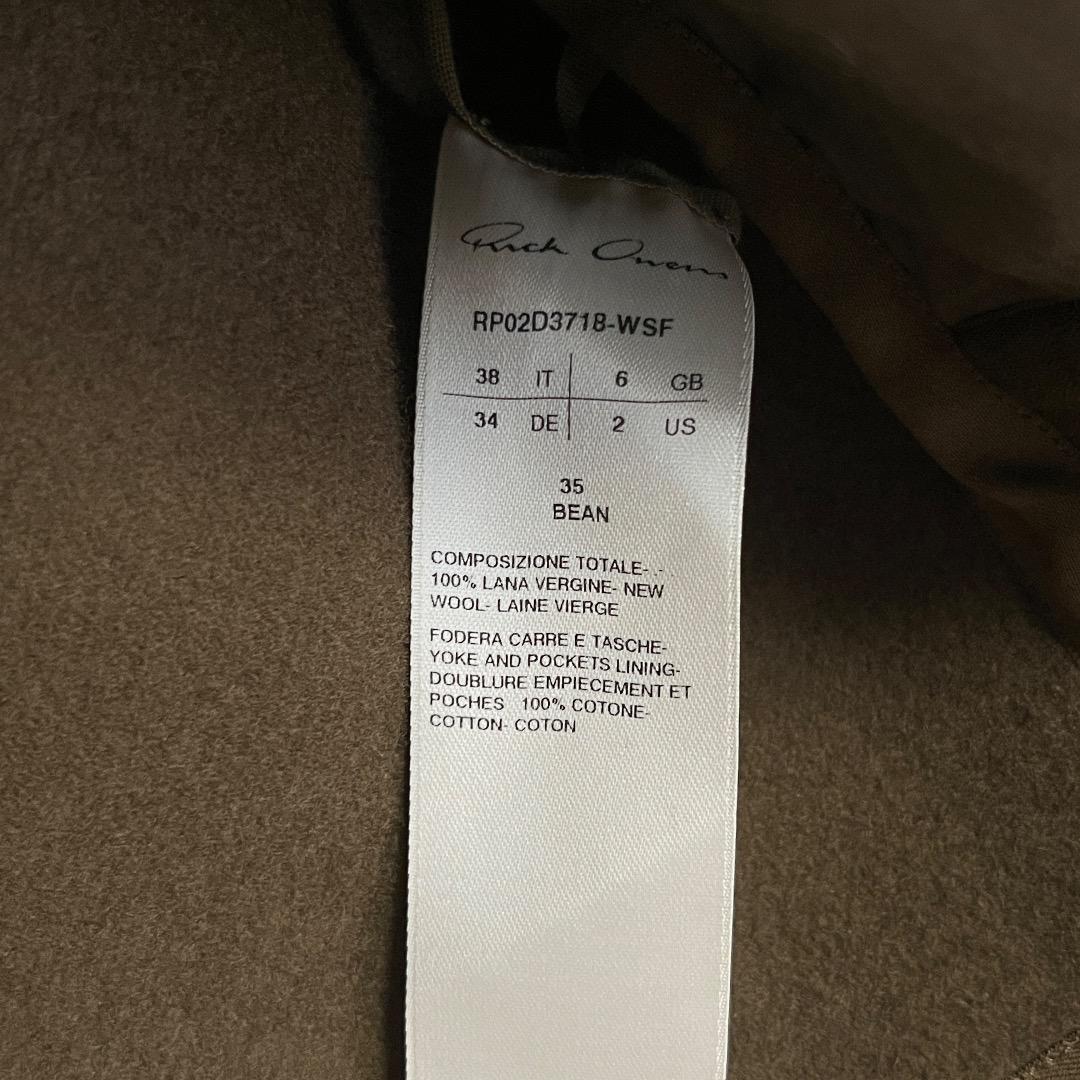 Rick Owens
RP02D3718-WSF
38 IT 6 GB
34 DE 2 US
35
BEAN
COMPOSIZIONE TOTALE- -
100% LANA VERGINE- NEW
WOOL- LAINE VIERGE
FODERA CARRE E TASCHE-
YOKE AND POCKETS LINING-
DOUBLURE EMPIECEMENT ET
POCHES 100% COTONE-
COTTON- COTON